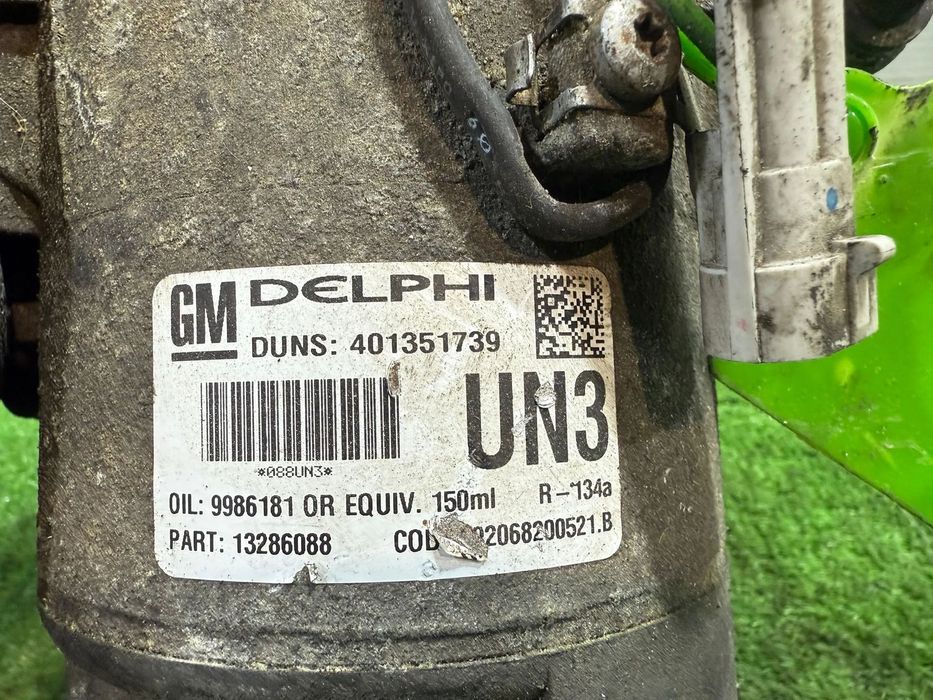 GM DELPHI
DUNS: 401351739
UN3
*088UN3*
OIL: 9986181 OR EQUIV. 150ml R-134a
PART: 13286088